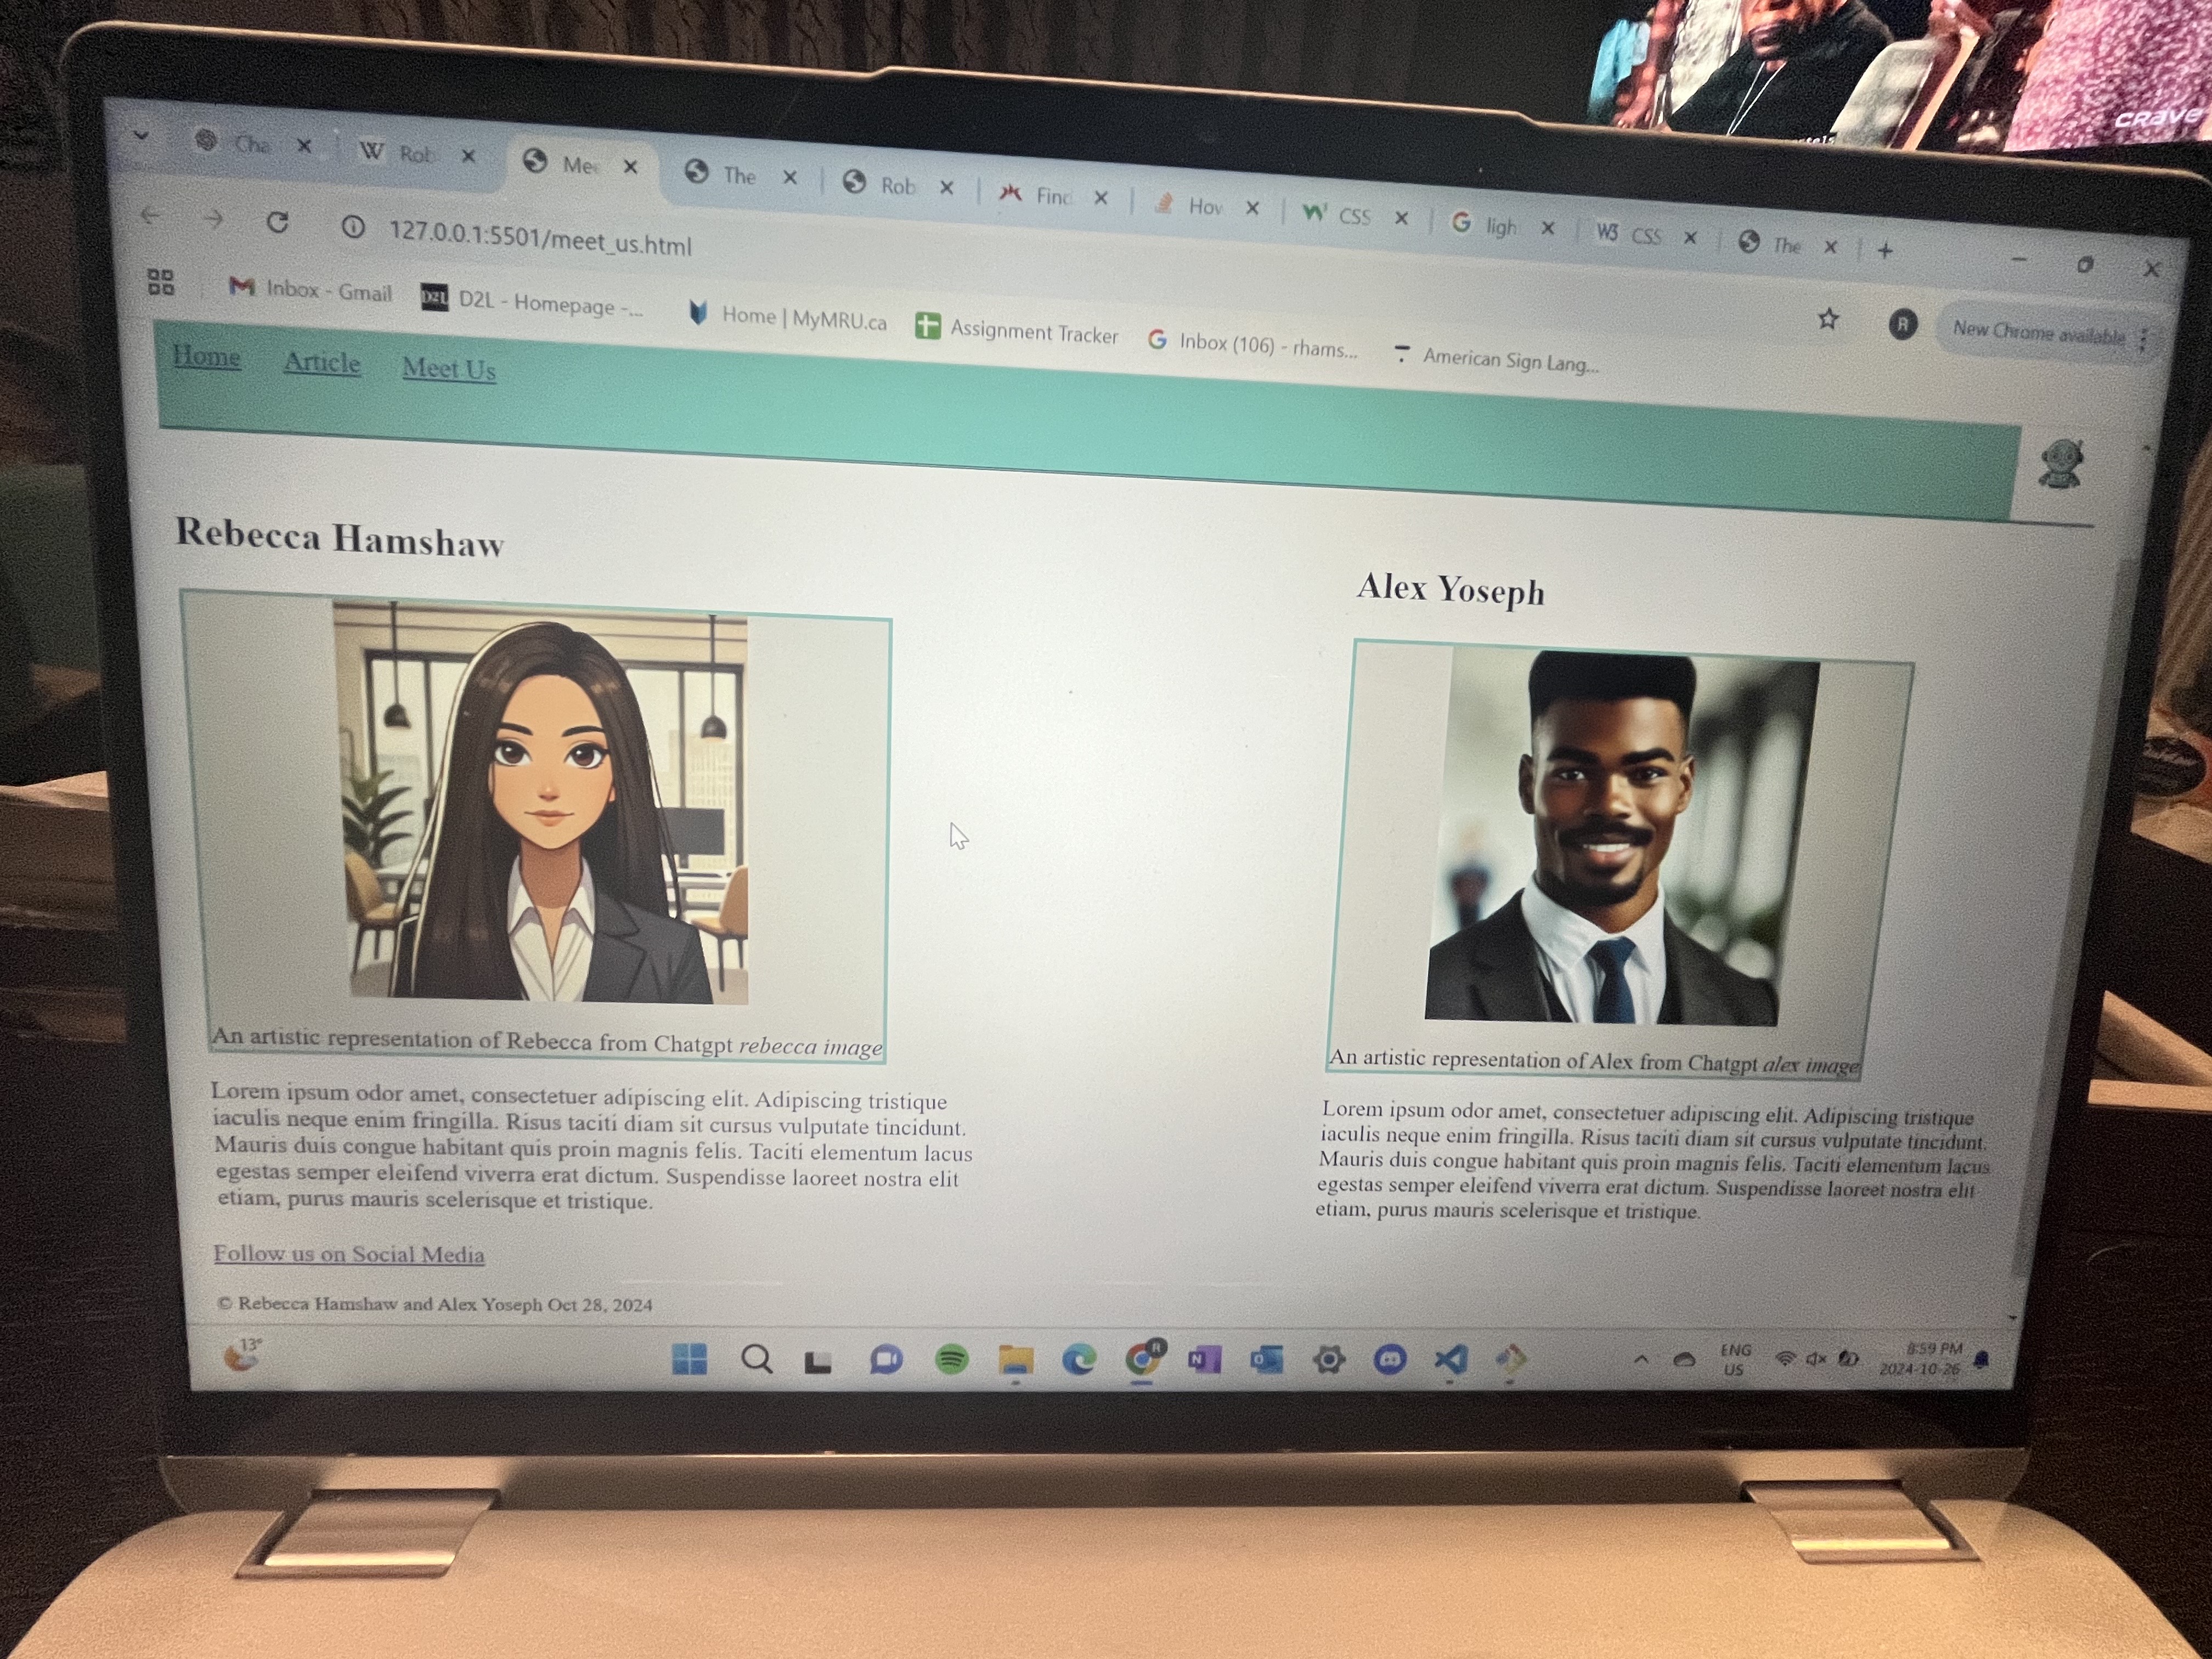 Cha
W Rob
Mee
The
Rob
Find
Hov
CSS
G ligh
W3 CSS
The
127.0.0.1:5501/meet_us.html
Inbox - Gmail
D2L D2L - Homepage -...
Home | MyMRU.ca
Assignment Tracker
G Inbox (106) - rhams...
American Sign Lang...
R
New Chrome available
Home Article Meet Us
Rebecca Hamshaw
An artistic representation of Rebecca from Chatgpt rebecca image
Lorem ipsum odor amet, consectetuer adipiscing elit. Adipiscing tristique
iaculis neque enim fringilla. Risus taciti diam sit cursus vulputate tincidunt.
Mauris duis congue habitant quis proin magnis felis. Taciti elementum lacus
egestas semper eleifend viverra erat dictum. Suspendisse laoreet nostra elit
etiam, purus mauris scelerisque et tristique.
Alex Yoseph
An artistic representation of Alex from Chatgpt alex image
Lorem ipsum odor amet, consectetuer adipiscing elit. Adipiscing tristique
iaculis neque enim fringilla. Risus taciti diam sit cursus vulputate tincidunt.
Mauris duis congue habitant quis proin magnis felis. Taciti elementum lacus
egestas semper eleifend viverra erat dictum. Suspendisse laoreet nostra elit
etiam, purus mauris scelerisque et tristique.
Follow us on Social Media
© Rebecca Hamshaw and Alex Yoseph Oct 28, 2024
13°
R
N
O
ENG
US
8:59 PM
2024-10-26
CRAVE